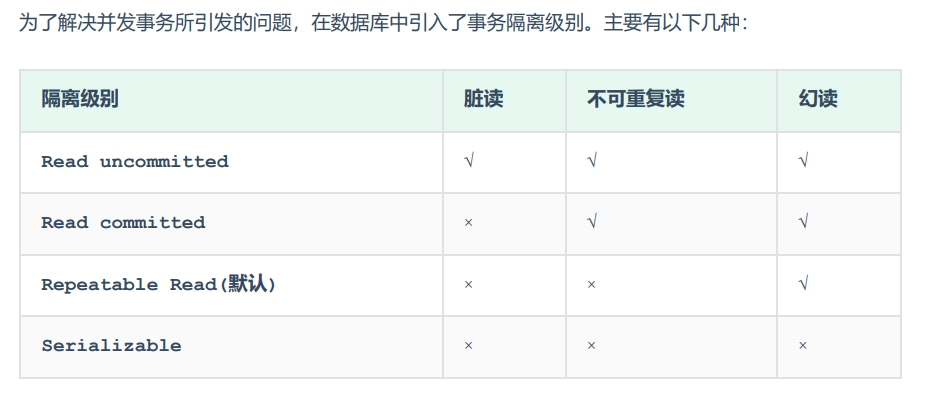 为了解决并发事务所引发的问题，在数据库中引入了事务隔离级别。主要有以下几种：
隔离级别 脏读 不可重复读 幻读
Read uncommitted √ √ √
Read committed × √ √
Repeatable Read(默认) × × √
Serializable × × ×